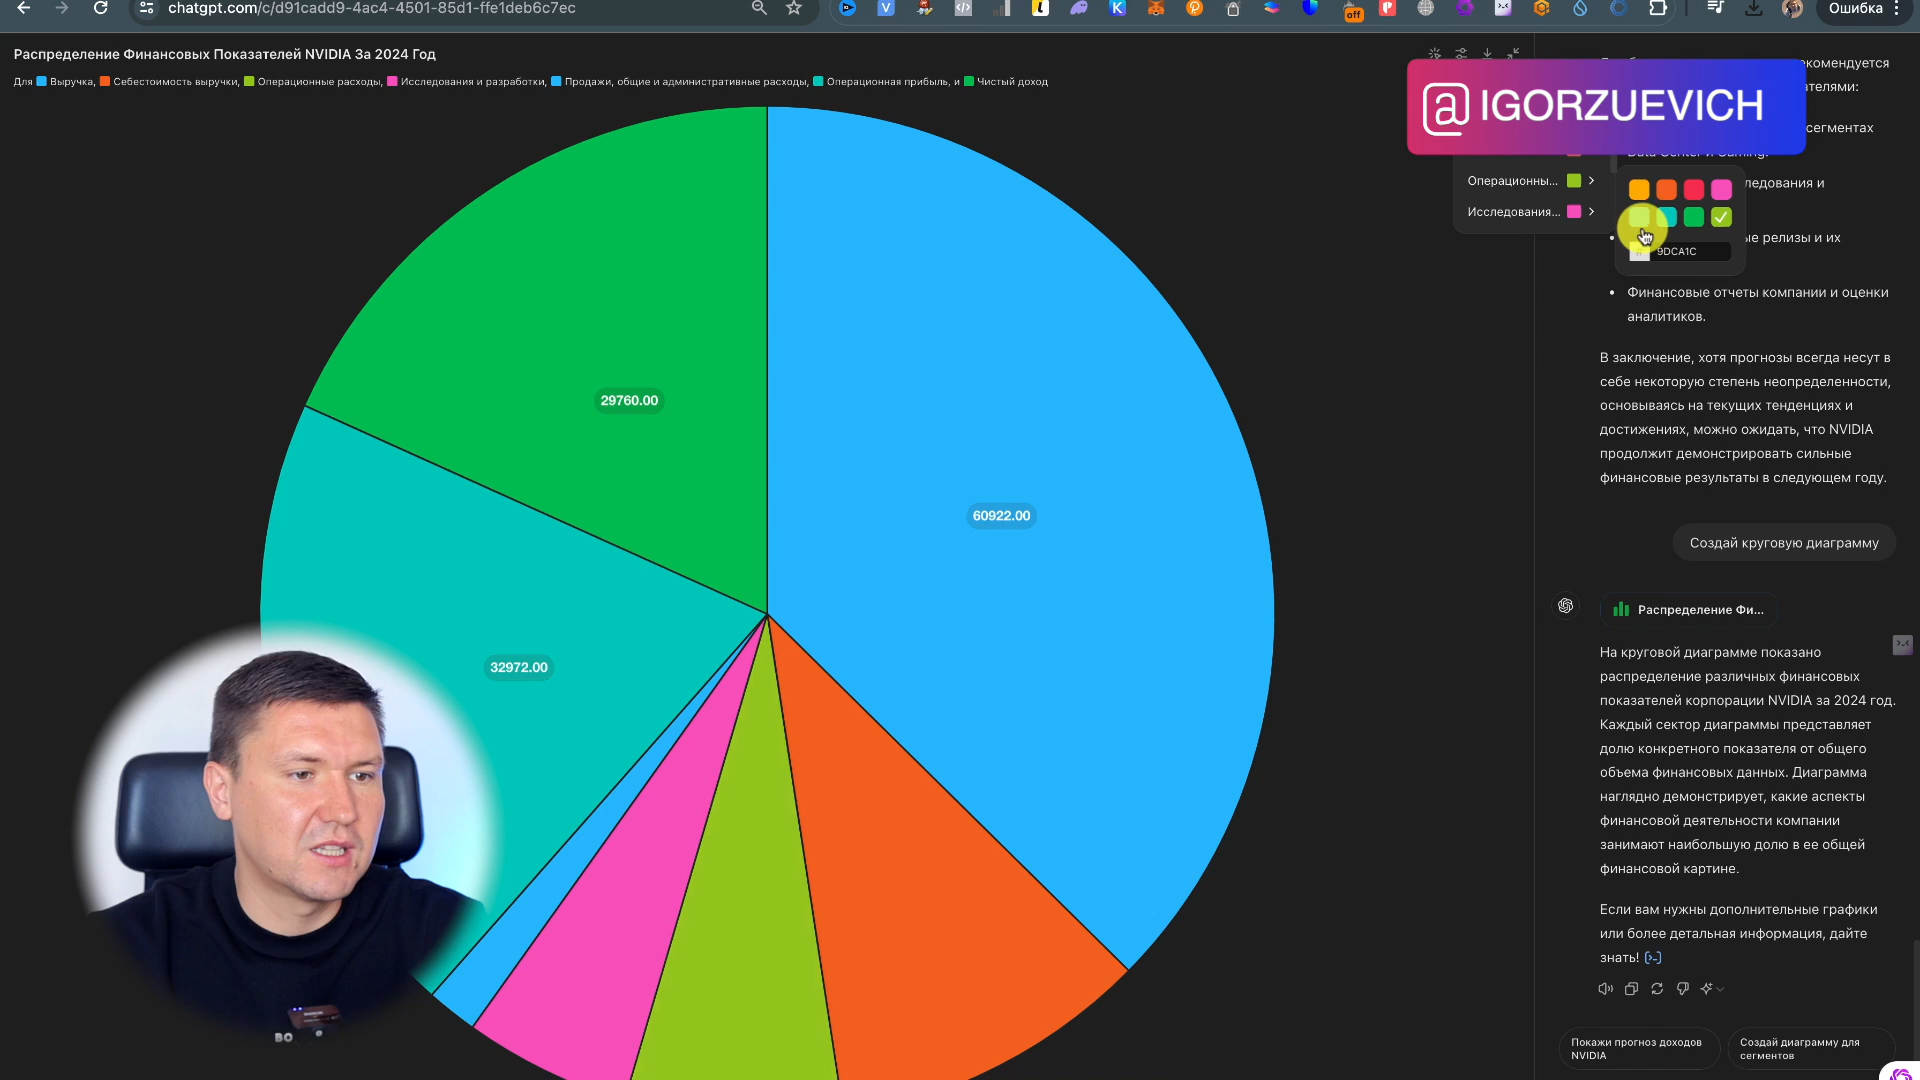 chatgpt.com/c/d91cadd9-4ac4-4501-85d1-ffe1deb6c7ec
off
Ошибка
Распределение Финансовых Показателей NVIDIA За 2024 Год
Для Выручка, Себестоимость выручки, Операционные расходы, Исследования и разработки, Продажи, общие и административные расходы, Операционная прибыль, и Чистый доход
@IGORZUEVICH
комендуется
ателями:
сегментах
Data Center и Gaming.
Операционны...
ледования и
Исследования...
ые релизы и их
9DCA1C
• Финансовые отчеты компании и оценки
аналитиков.
В заключение, хотя прогнозы всегда несут в
себе некоторую степень неопределенности,
основываясь на текущих тенденциях и
достижениях, можно ожидать, что NVIDIA
продолжит демонстрировать сильные
финансовые результаты в следующем году.
29760.00
60922.00
32972.00
Создай круговую диаграмму
Распределение Фи...
На круговой диаграмме показано
распределение различных финансовых
показателей корпорации NVIDIA за 2024 год.
Каждый сектор диаграммы представляет
долю конкретного показателя от общего
объема финансовых данных. Диаграмма
наглядно демонстрирует, какие аспекты
финансовой деятельности компании
занимают наибольшую долю в ее общей
финансовой картине.
Если вам нужны дополнительные графики
или более детальная информация, дайте
знать! [>-]
Покажи прогноз доходов
NVIDIA
Создай диаграмму для
сегментов